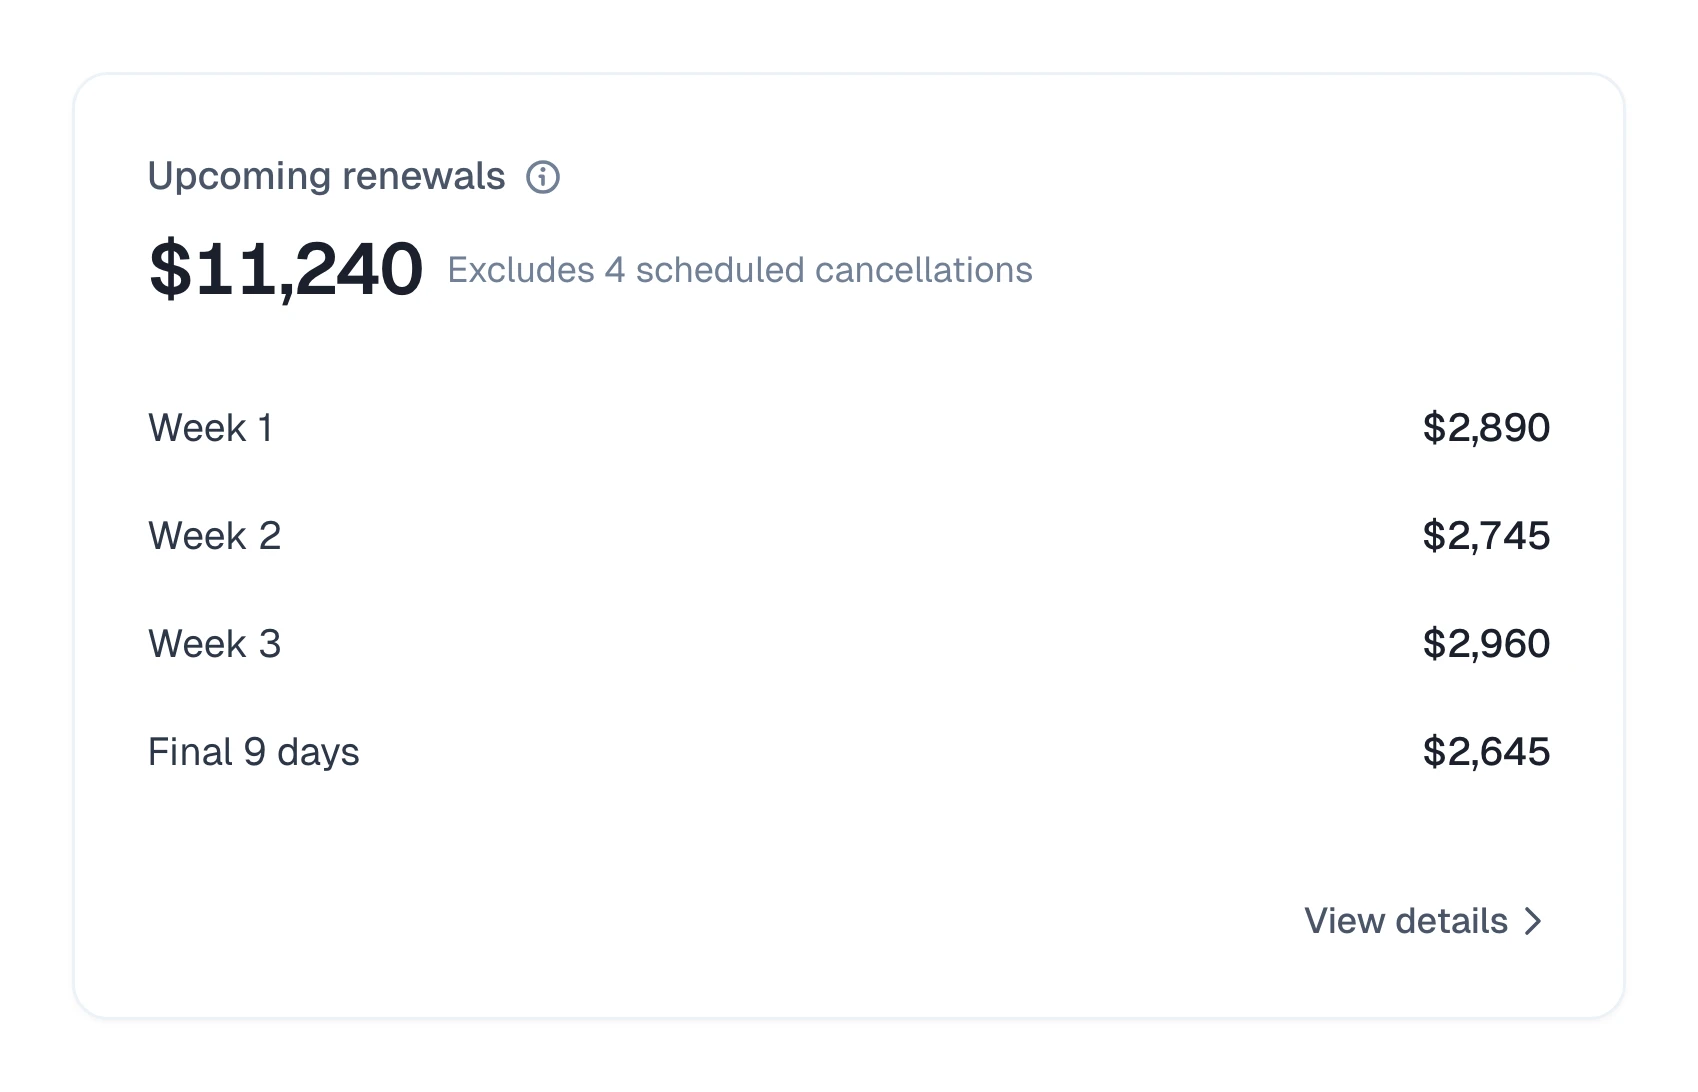 Upcoming renewals
$11,240 Excludes 4 scheduled cancellations
Week 1 $2,890
Week 2 $2,745
Week 3 $2,960
Final 9 days $2,645
View details